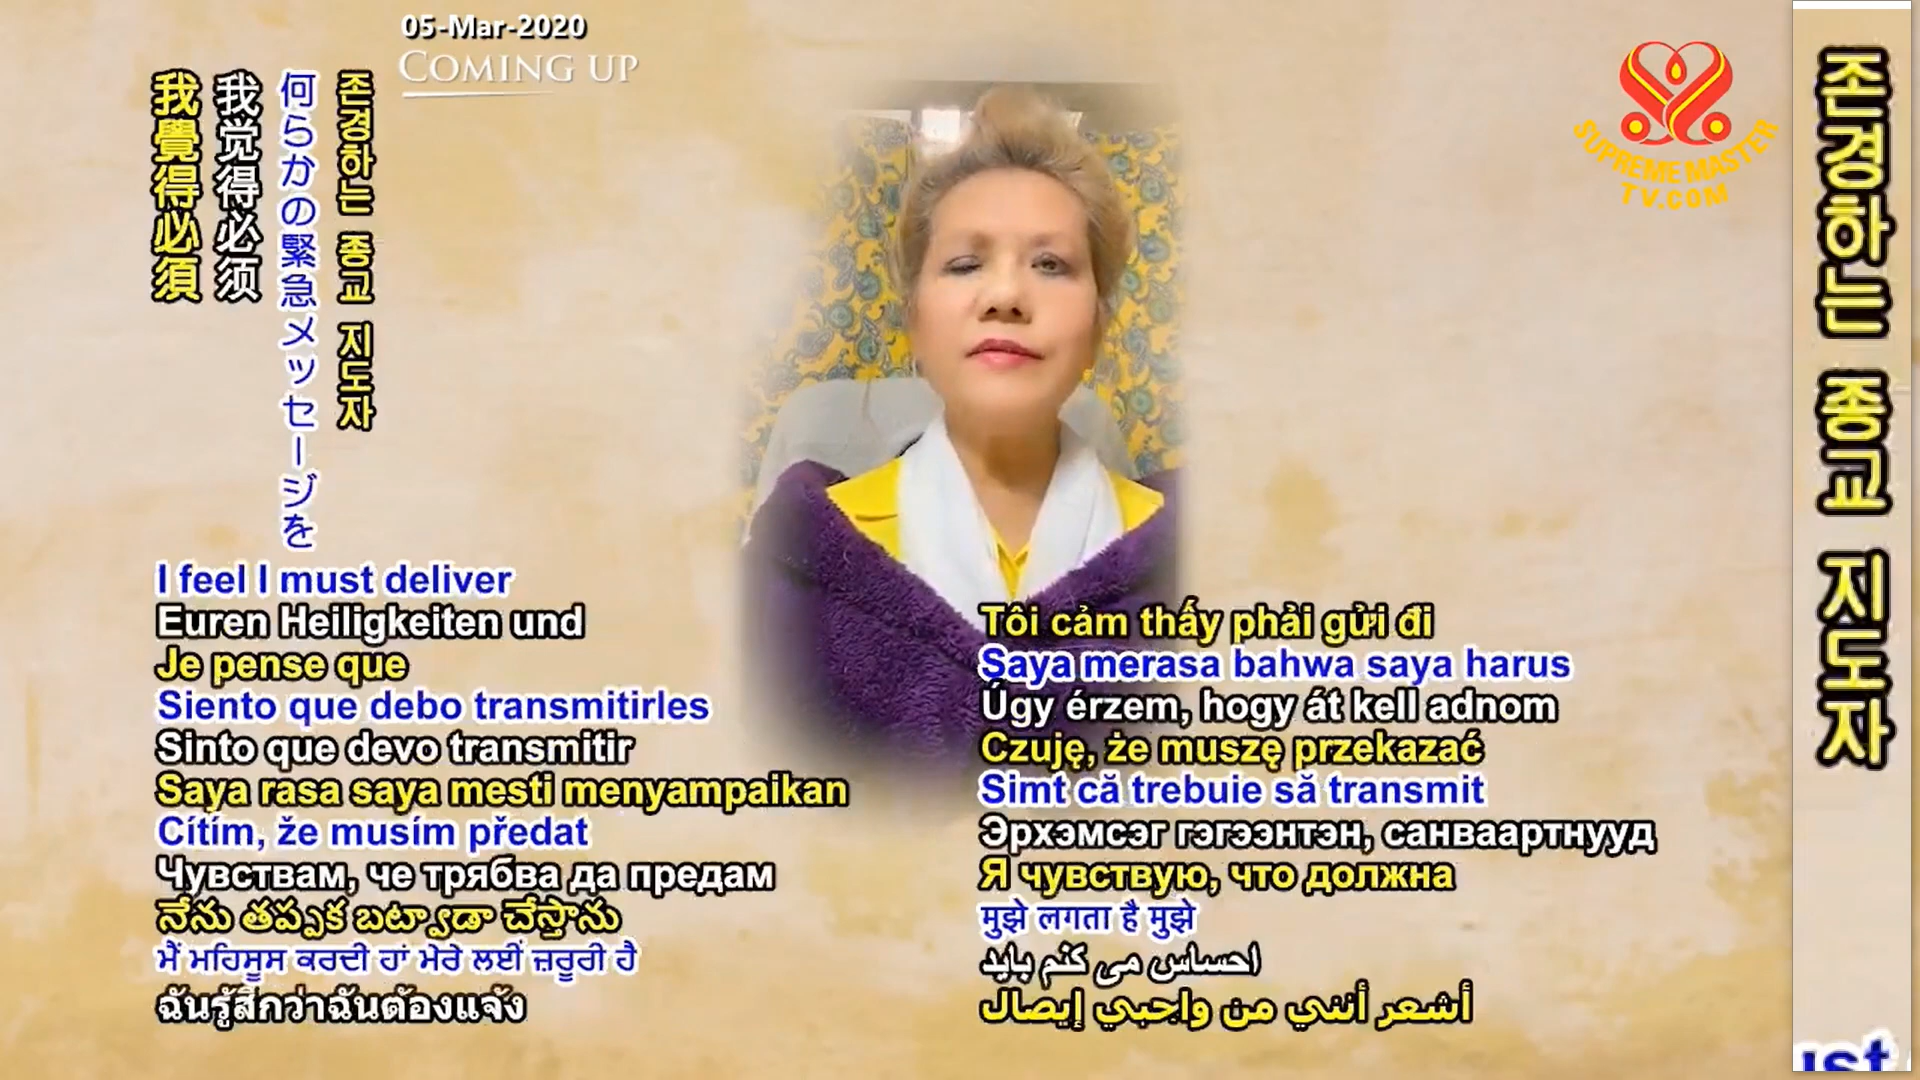 05-Mar-2020
COMING UP
SUPREME MASTER
TV.COM
존경하는 종교 지도자
何らかの緊急メッセージを
我觉得必须
我覺得必須
I feel I must deliver
Euren Heiligkeiten und
Je pense que
Siento que debo transmitirles
Sinto que devo transmitir
Saya rasa saya mesti menyampaikan
Cítím, že musím předat
Чувствам, че трябва да предам
నేను తప్పక బట్వాడా చేస్తాను
ਮੈਂ ਮਹਿਸੂਸ ਕਰਦੀ ਹਾਂ ਮੇਰੇ ਲਈਂ ਜ਼ਰੂਰੀ ਹੈ
ฉันรู้สึกว่าฉันต้องแจ้ง
Tôi cảm thấy phải gửi đi
Saya merasa bahwa saya harus
Úgy érzem, hogy át kell adnom
Czuję, że muszę przekazać
Simt că trebuie să transmit
Эрхэмсэг гэгээнтэн, санваартнууд
Я чувствую, что должна
मुझे लगता है मुझे
احساس می کنم باید
أشعر أنني من واجبي إيصال
존경하는 종교 지도자
ust